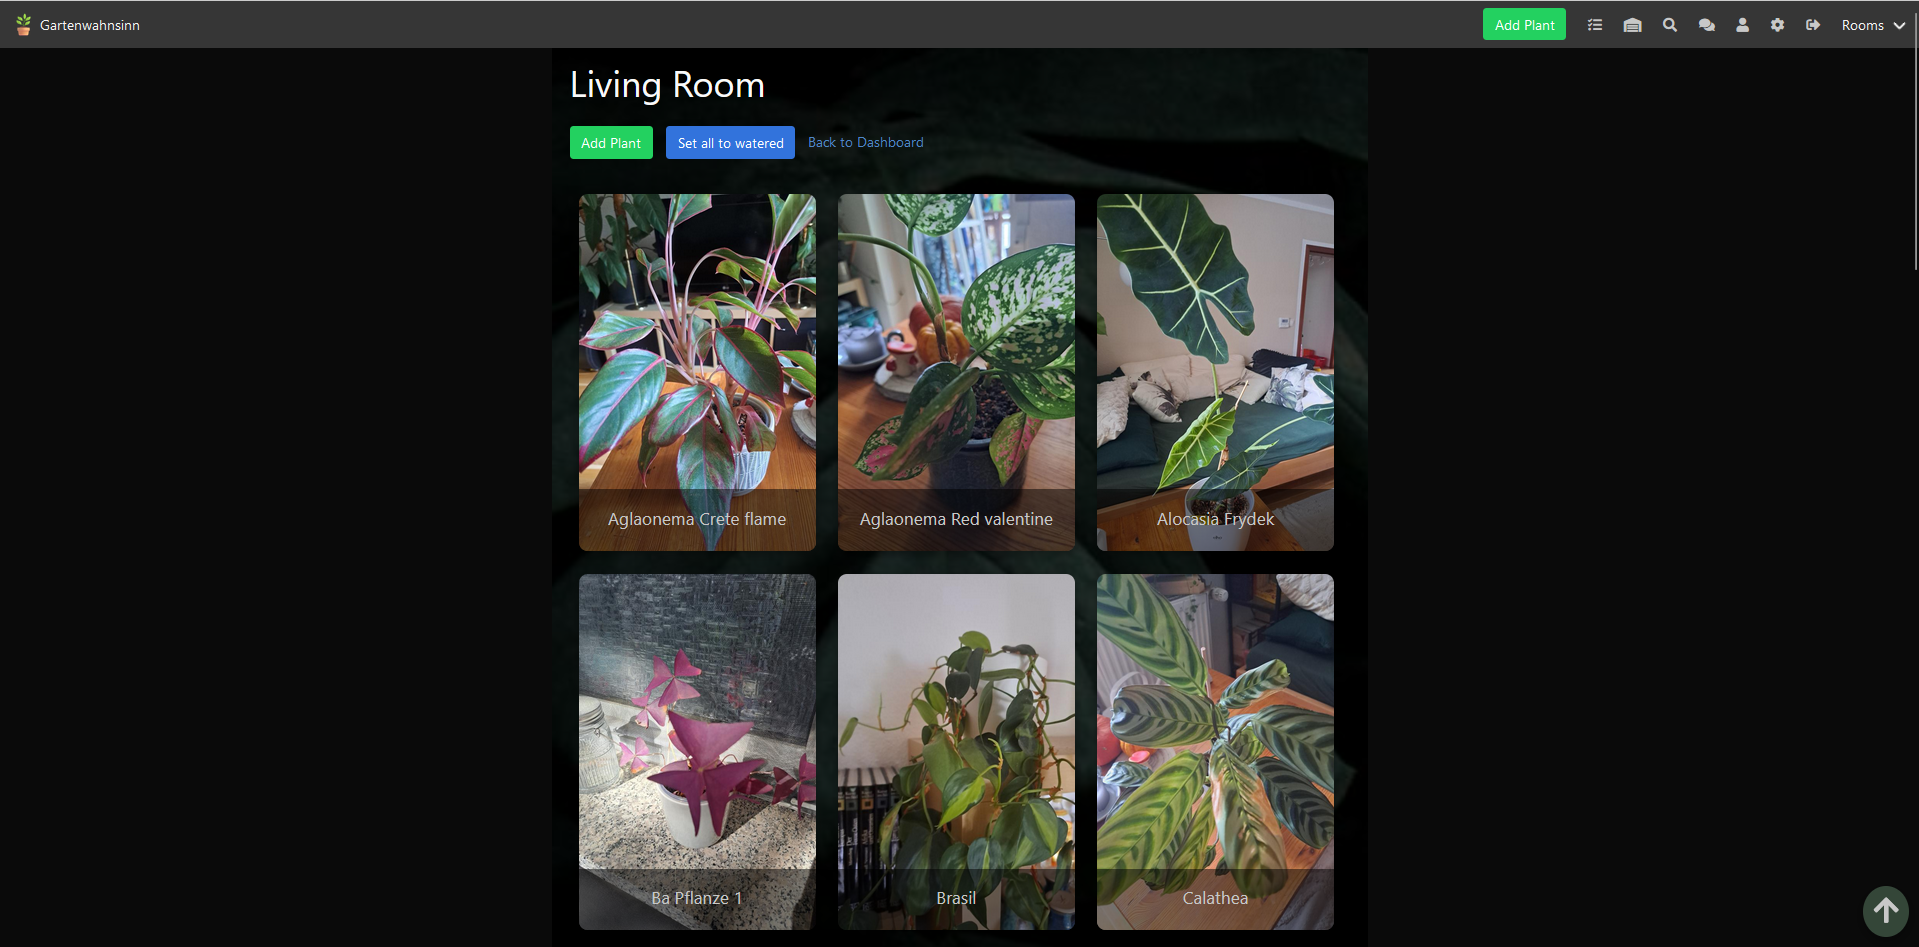 Gartenwahnsinn
Add Plant
Rooms
Living Room
Add Plant
Set all to watered
Back to Dashboard
Aglaonema Crete flame
Aglaonema Red valentine
Alocasia Frydek
Ba Pflanze 1
Brasil
Calathea